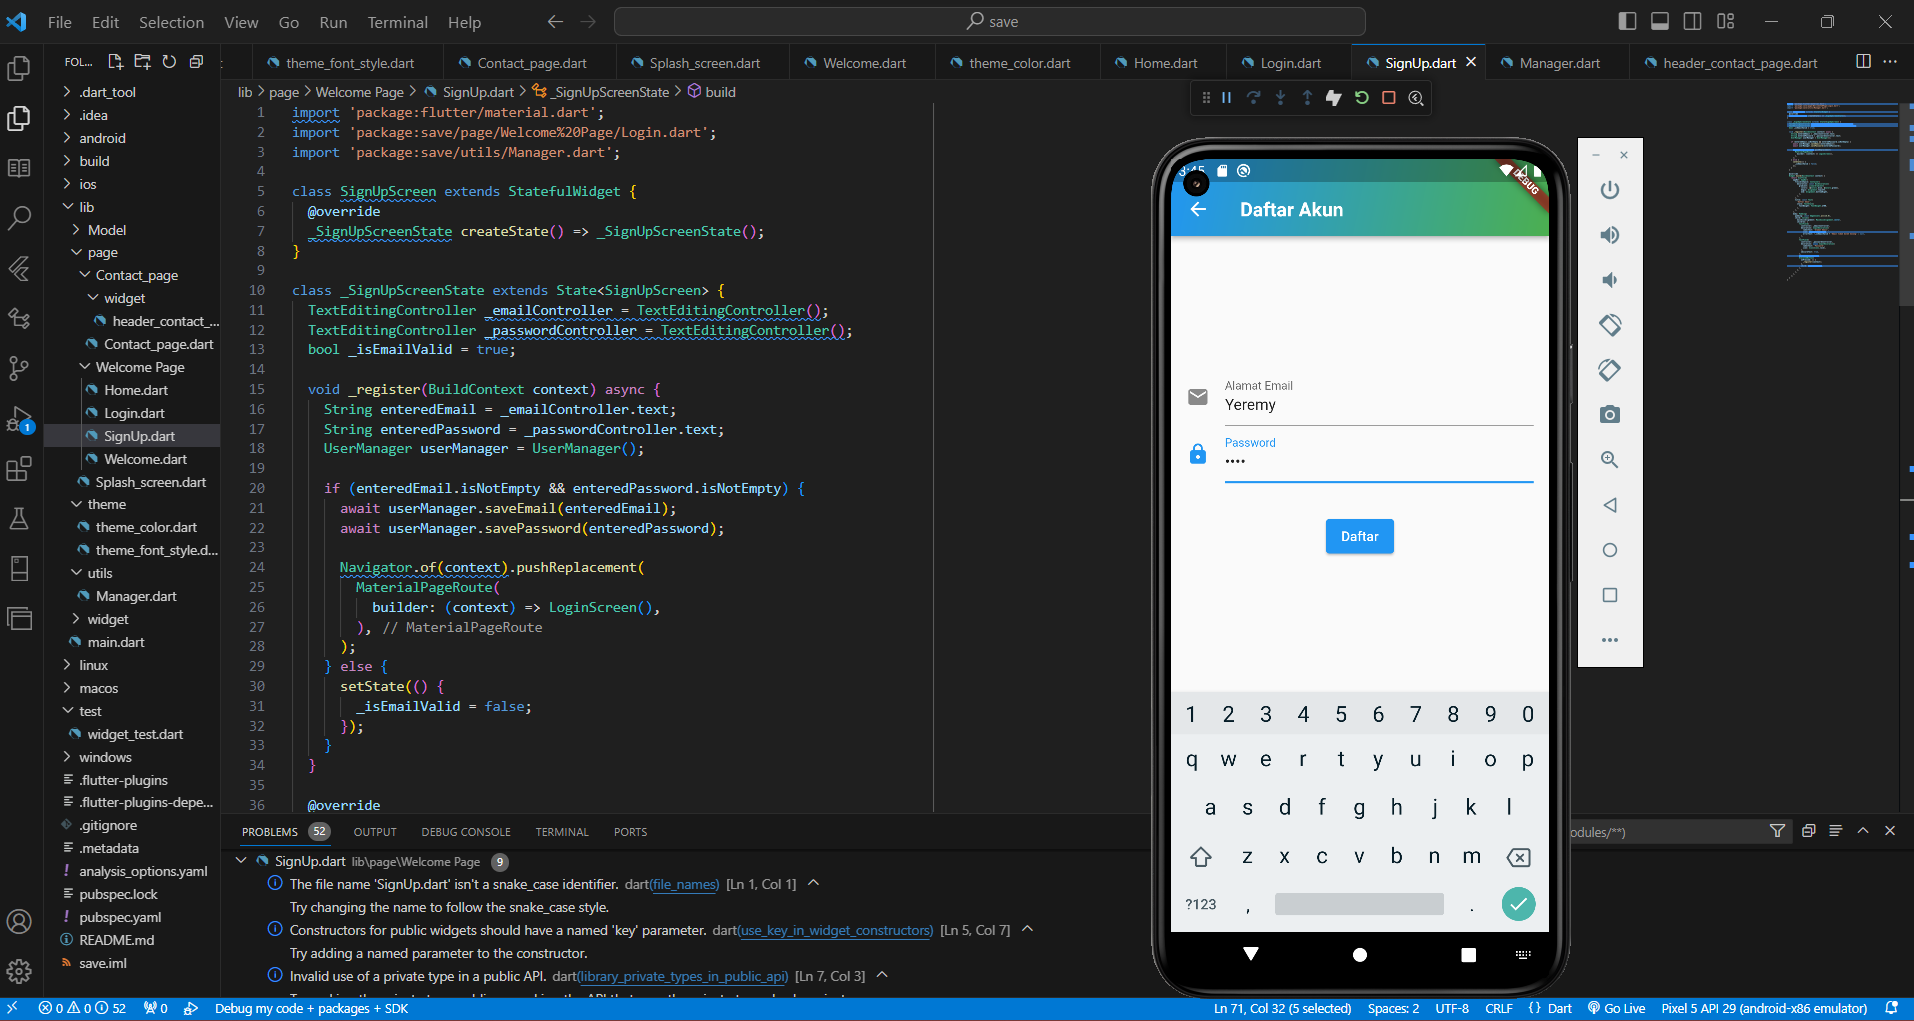 File Edit Selection View Go Run Terminal Help
save
FOL...
theme_font_style.dart Contact_page.dart Splash_screen.dart Welcome.dart theme_color.dart Home.dart Login.dart SignUp.dart Manager.dart header_contact_page.dart
lib > page > Welcome Page > SignUp.dart > _SignUpScreenState > build
.dart_tool
.idea
android
build
ios
lib
Model
page
Contact_page
widget
header_contact_...
Contact_page.dart
Welcome Page
Home.dart
Login.dart
SignUp.dart
Welcome.dart
Splash_screen.dart
theme
theme_color.dart
theme_font_style.d...
utils
Manager.dart
widget
main.dart
linux
macos
test
widget_test.dart
windows
.flutter-plugins
.flutter-plugins-depe...
.gitignore
.metadata
analysis_options.yaml
pubspec.lock
pubspec.yaml
README.md
save.iml
1
1 import 'package:flutter/material.dart';
2 import 'package:save/page/Welcome%20Page/Login.dart';
3 import 'package:save/utils/Manager.dart';
4
5 class SignUpScreen extends StatefulWidget {
6 @override
7 _SignUpScreenState createState() => _SignUpScreenState();
8 }
9
10 class _SignUpScreenState extends State<SignUpScreen> {
11 TextEditingController _emailController = TextEditingController();
12 TextEditingController _passwordController = TextEditingController();
13 bool _isEmailValid = true;
14
15 void _register(BuildContext context) async {
16 String enteredEmail = _emailController.text;
17 String enteredPassword = _passwordController.text;
18 UserManager userManager = UserManager();
19
20 if (enteredEmail.isNotEmpty && enteredPassword.isNotEmpty) {
21 await userManager.saveEmail(enteredEmail);
22 await userManager.savePassword(enteredPassword);
23
24 Navigator.of(context).pushReplacement(
25 MaterialPageRoute(
26 builder: (context) => LoginScreen(),
27 ), // MaterialPageRoute
28 );
29 } else {
30 setState(() {
31 _isEmailValid = false;
32 });
33 }
34 }
35
36 @override
DEBUG
Daftar Akun
Alamat Email
Yeremy
Password
••••
Daftar
1 2 3 4 5 6 7 8 9 0
q w e r t y u i o p
a s d f g h j k l
z x c v b n m
?123 , .
PROBLEMS 52 OUTPUT DEBUG CONSOLE TERMINAL PORTS
odules/**)
SignUp.dart lib\page\Welcome Page 9
The file name 'SignUp.dart' isn't a snake_case identifier. dart(file_names) [Ln 1, Col 1]
Try changing the name to follow the snake_case style.
Constructors for public widgets should have a named 'key' parameter. dart(use_key_in_widget_constructors) [Ln 5, Col 7]
Try adding a named parameter to the constructor.
Invalid use of a private type in a public API. dart(library_private_types_in_public_api) [Ln 7, Col 3]
0 0 52 0 Debug my code + packages + SDK
Ln 71, Col 32 (5 selected) Spaces: 2 UTF-8 CRLF {} Dart Go Live Pixel 5 API 29 (android-x86 emulator)